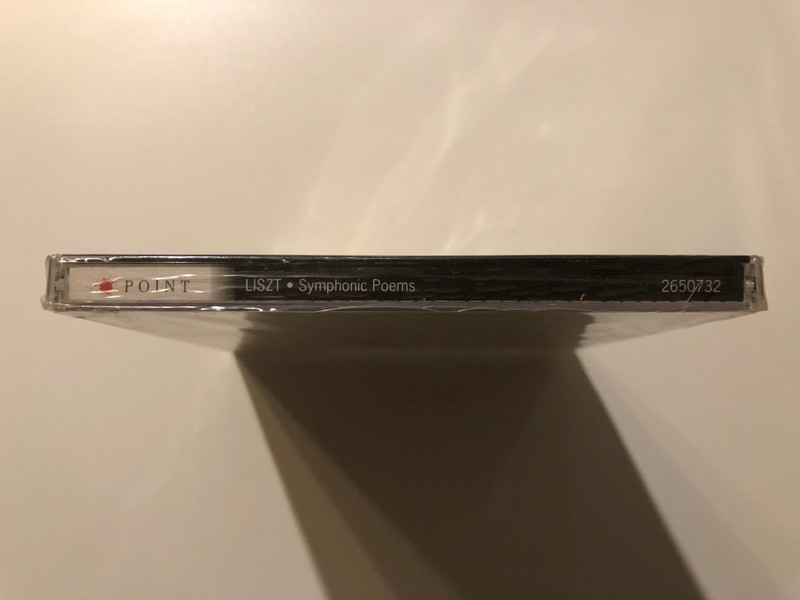 POINT LISZT • Symphonic Poems 2650732